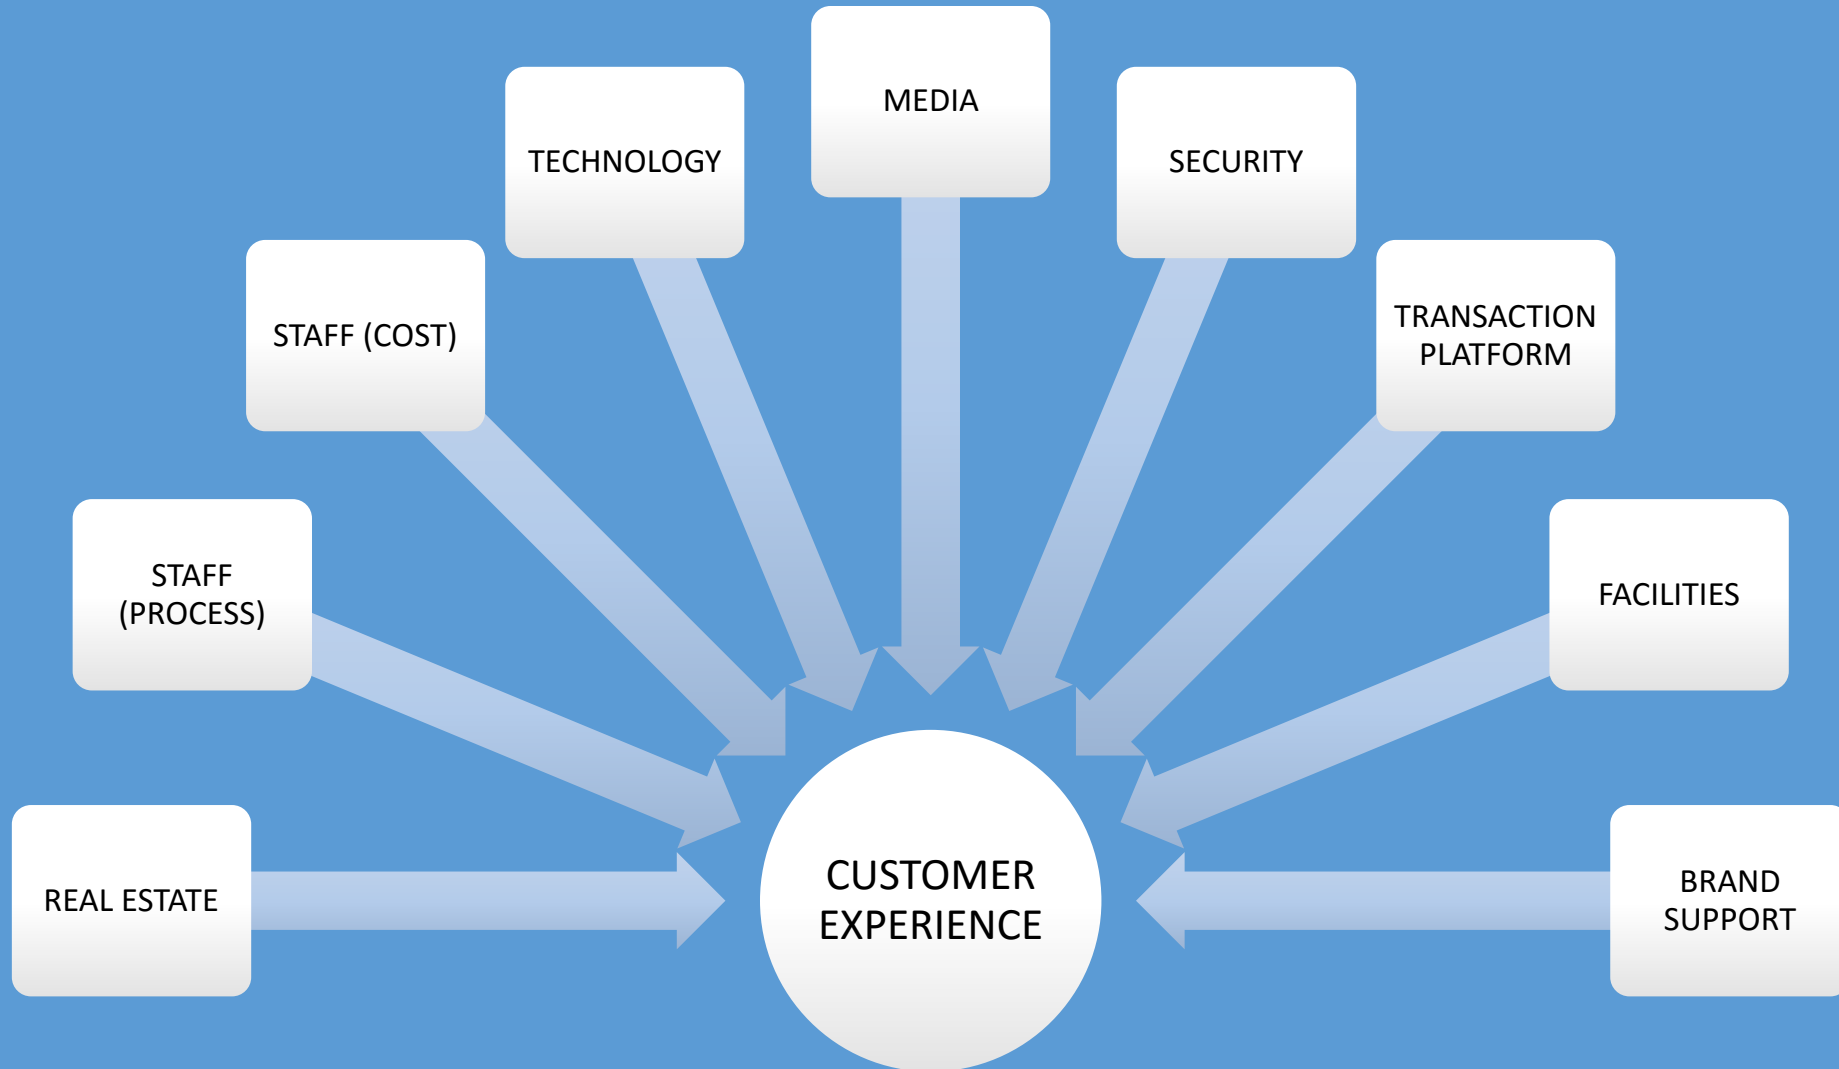 MEDIA
TECHNOLOGY
SECURITY
STAFF (COST)
TRANSACTION
PLATFORM
STAFF
(PROCESS)
FACILITIES
REAL ESTATE
CUSTOMER
EXPERIENCE
BRAND
SUPPORT